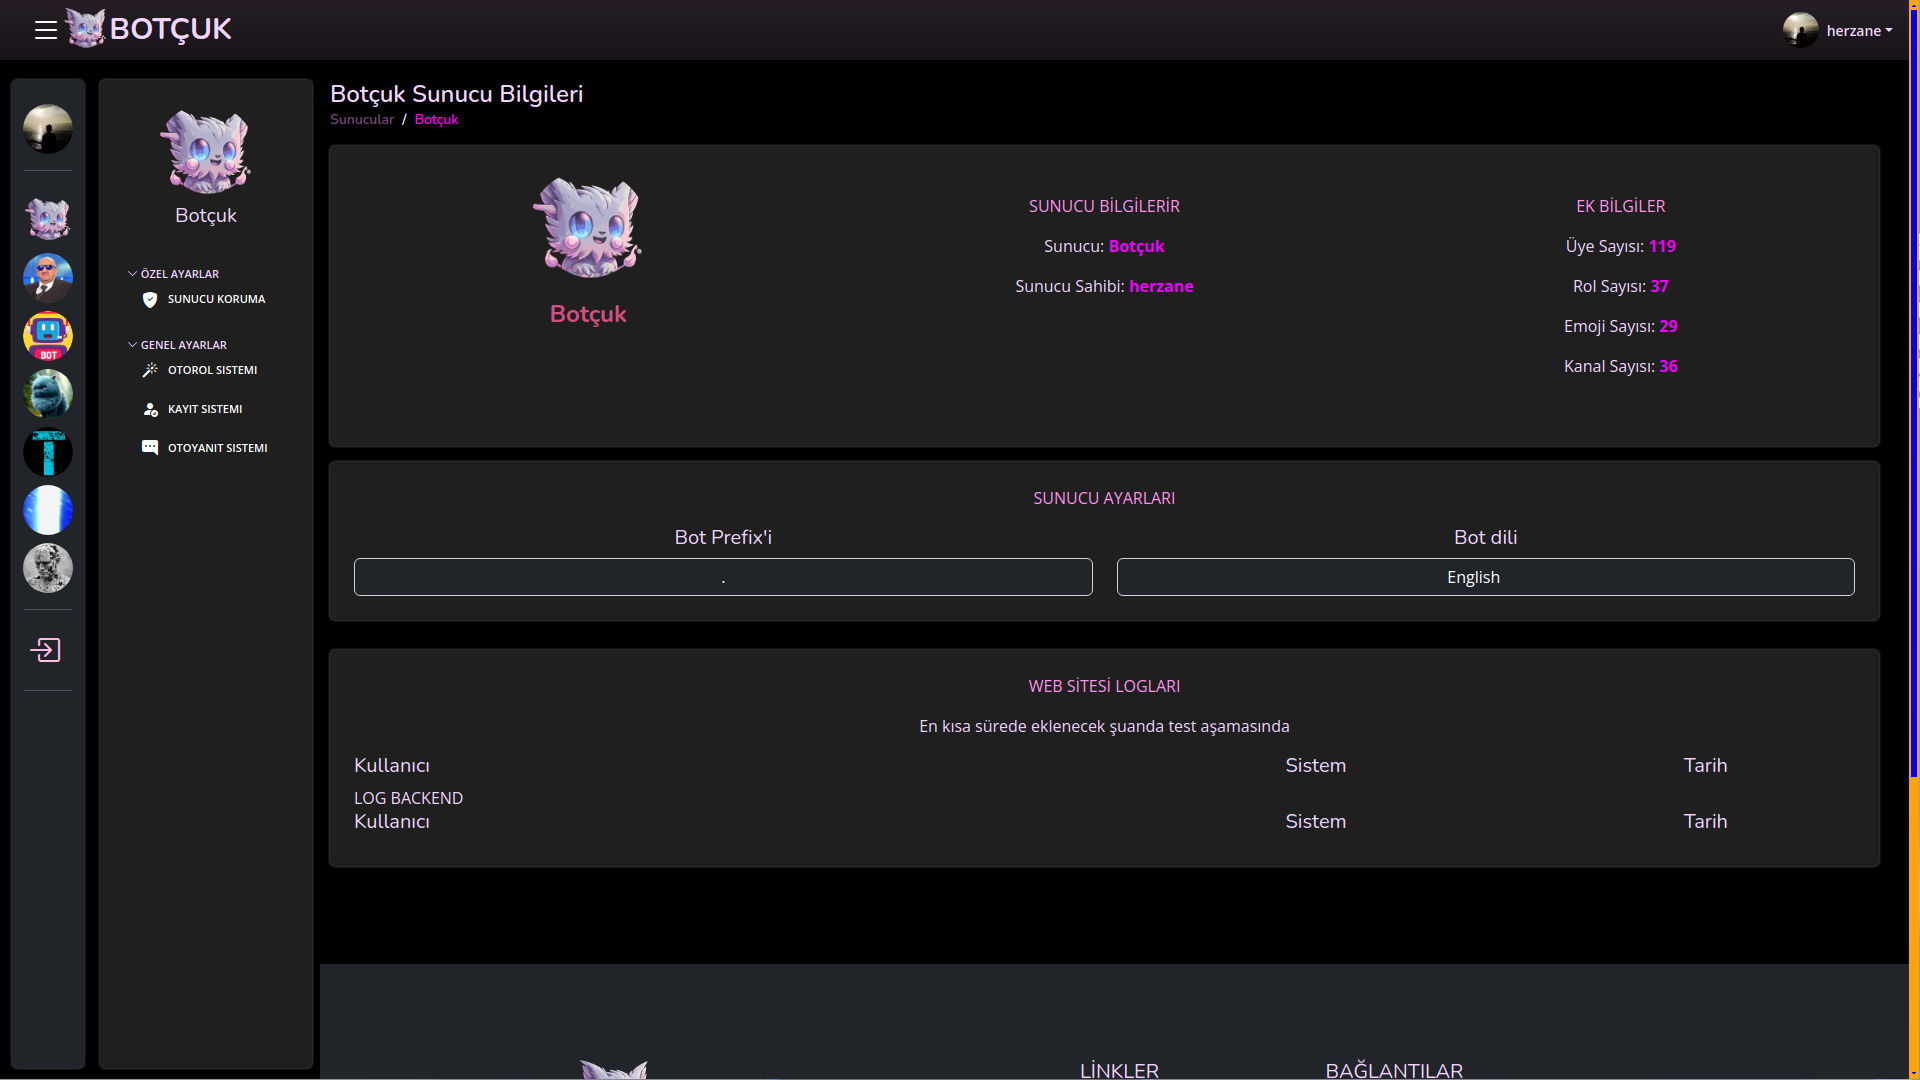 BOTÇUK
herzane
Botçuk
ÖZEL AYARLAR
SUNUCU KORUMA
GENEL AYARLAR
OTOROL SISTEMI
KAYIT SISTEMI
OTOYANIT SISTEMI
BOT
T
Botçuk Sunucu Bilgileri
Sunucular / Botçuk
Botçuk
SUNUCU BİLGİLERİR
Sunucu: Botçuk
Sunucu Sahibi: herzane
EK BİLGİLER
Üye Sayısı: 119
Rol Sayısı: 37
Emoji Sayısı: 29
Kanal Sayısı: 36
SUNUCU AYARLARI
Bot Prefix'i
.
Bot dili
English
WEB SİTESİ LOGLARI
En kısa sürede eklenecek şuanda test aşamasında
Kullanıcı Sistem Tarih
LOG BACKEND
Kullanıcı Sistem Tarih
LİNKLER
BAĞLANTILAR